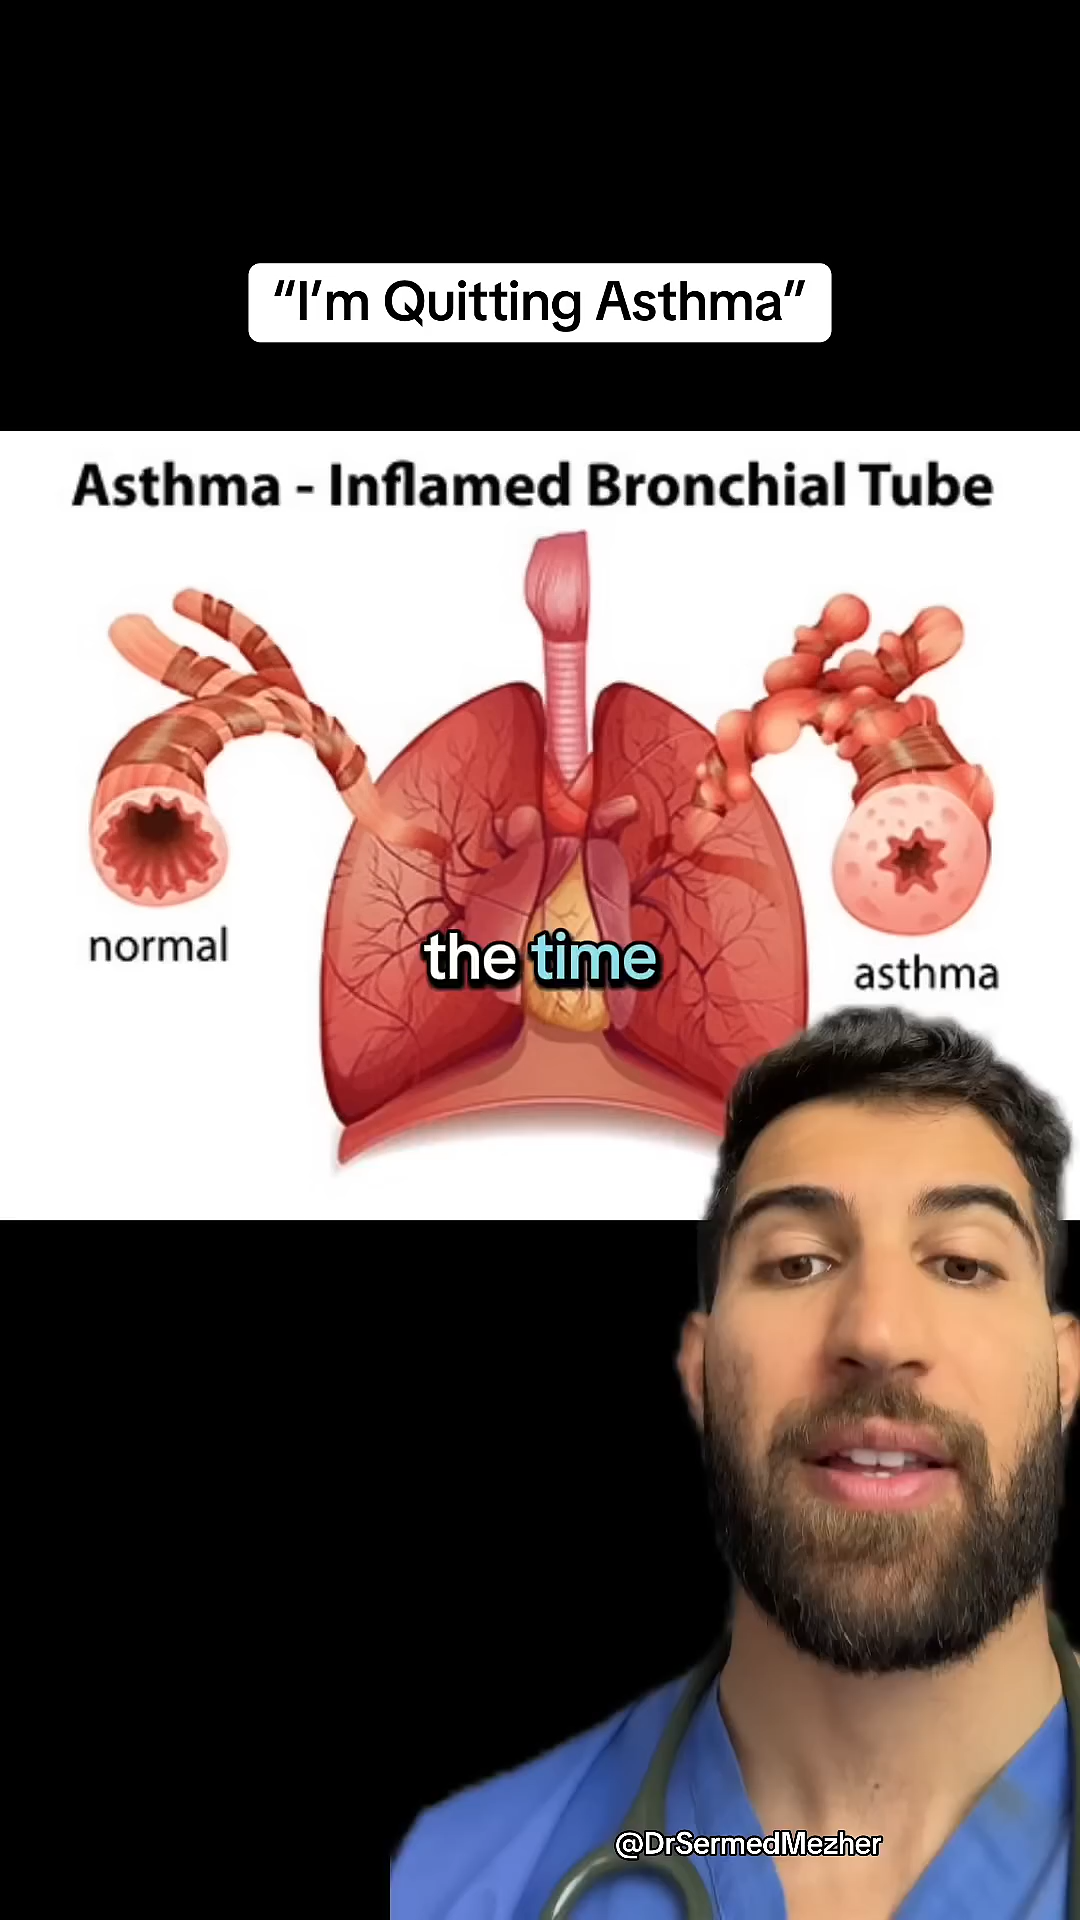 “I’m Quitting Asthma”
Asthma - Inflamed Bronchial Tube
normal
the time
asthma
@DrSermedMezher